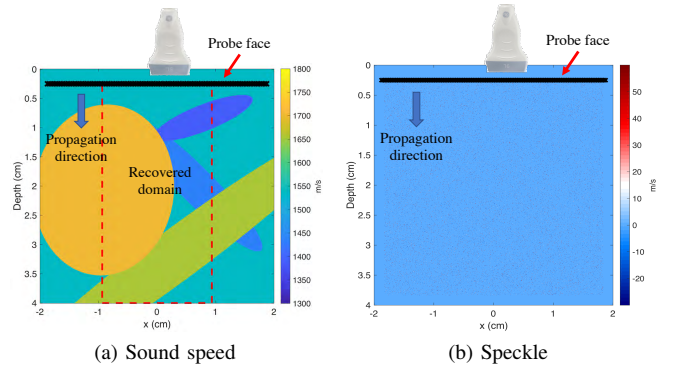 Probe face
0
0.5
1
1.5
2
2.5
3
3.5
4
Depth (cm)
-2
-1
0
1
2
x (cm)
Propagation
direction
Recovered
domain
1800
1750
1700
1650
1600
1550
1500
1450
1400
1350
1300
m/s
(a) Sound speed
Probe face
0
0.5
1
1.5
2
2.5
3
3.5
4
Depth (cm)
-2
-1
0
1
2
x (cm)
Propagation
direction
50
40
30
20
10
0
-10
-20
m/s
(b) Speckle